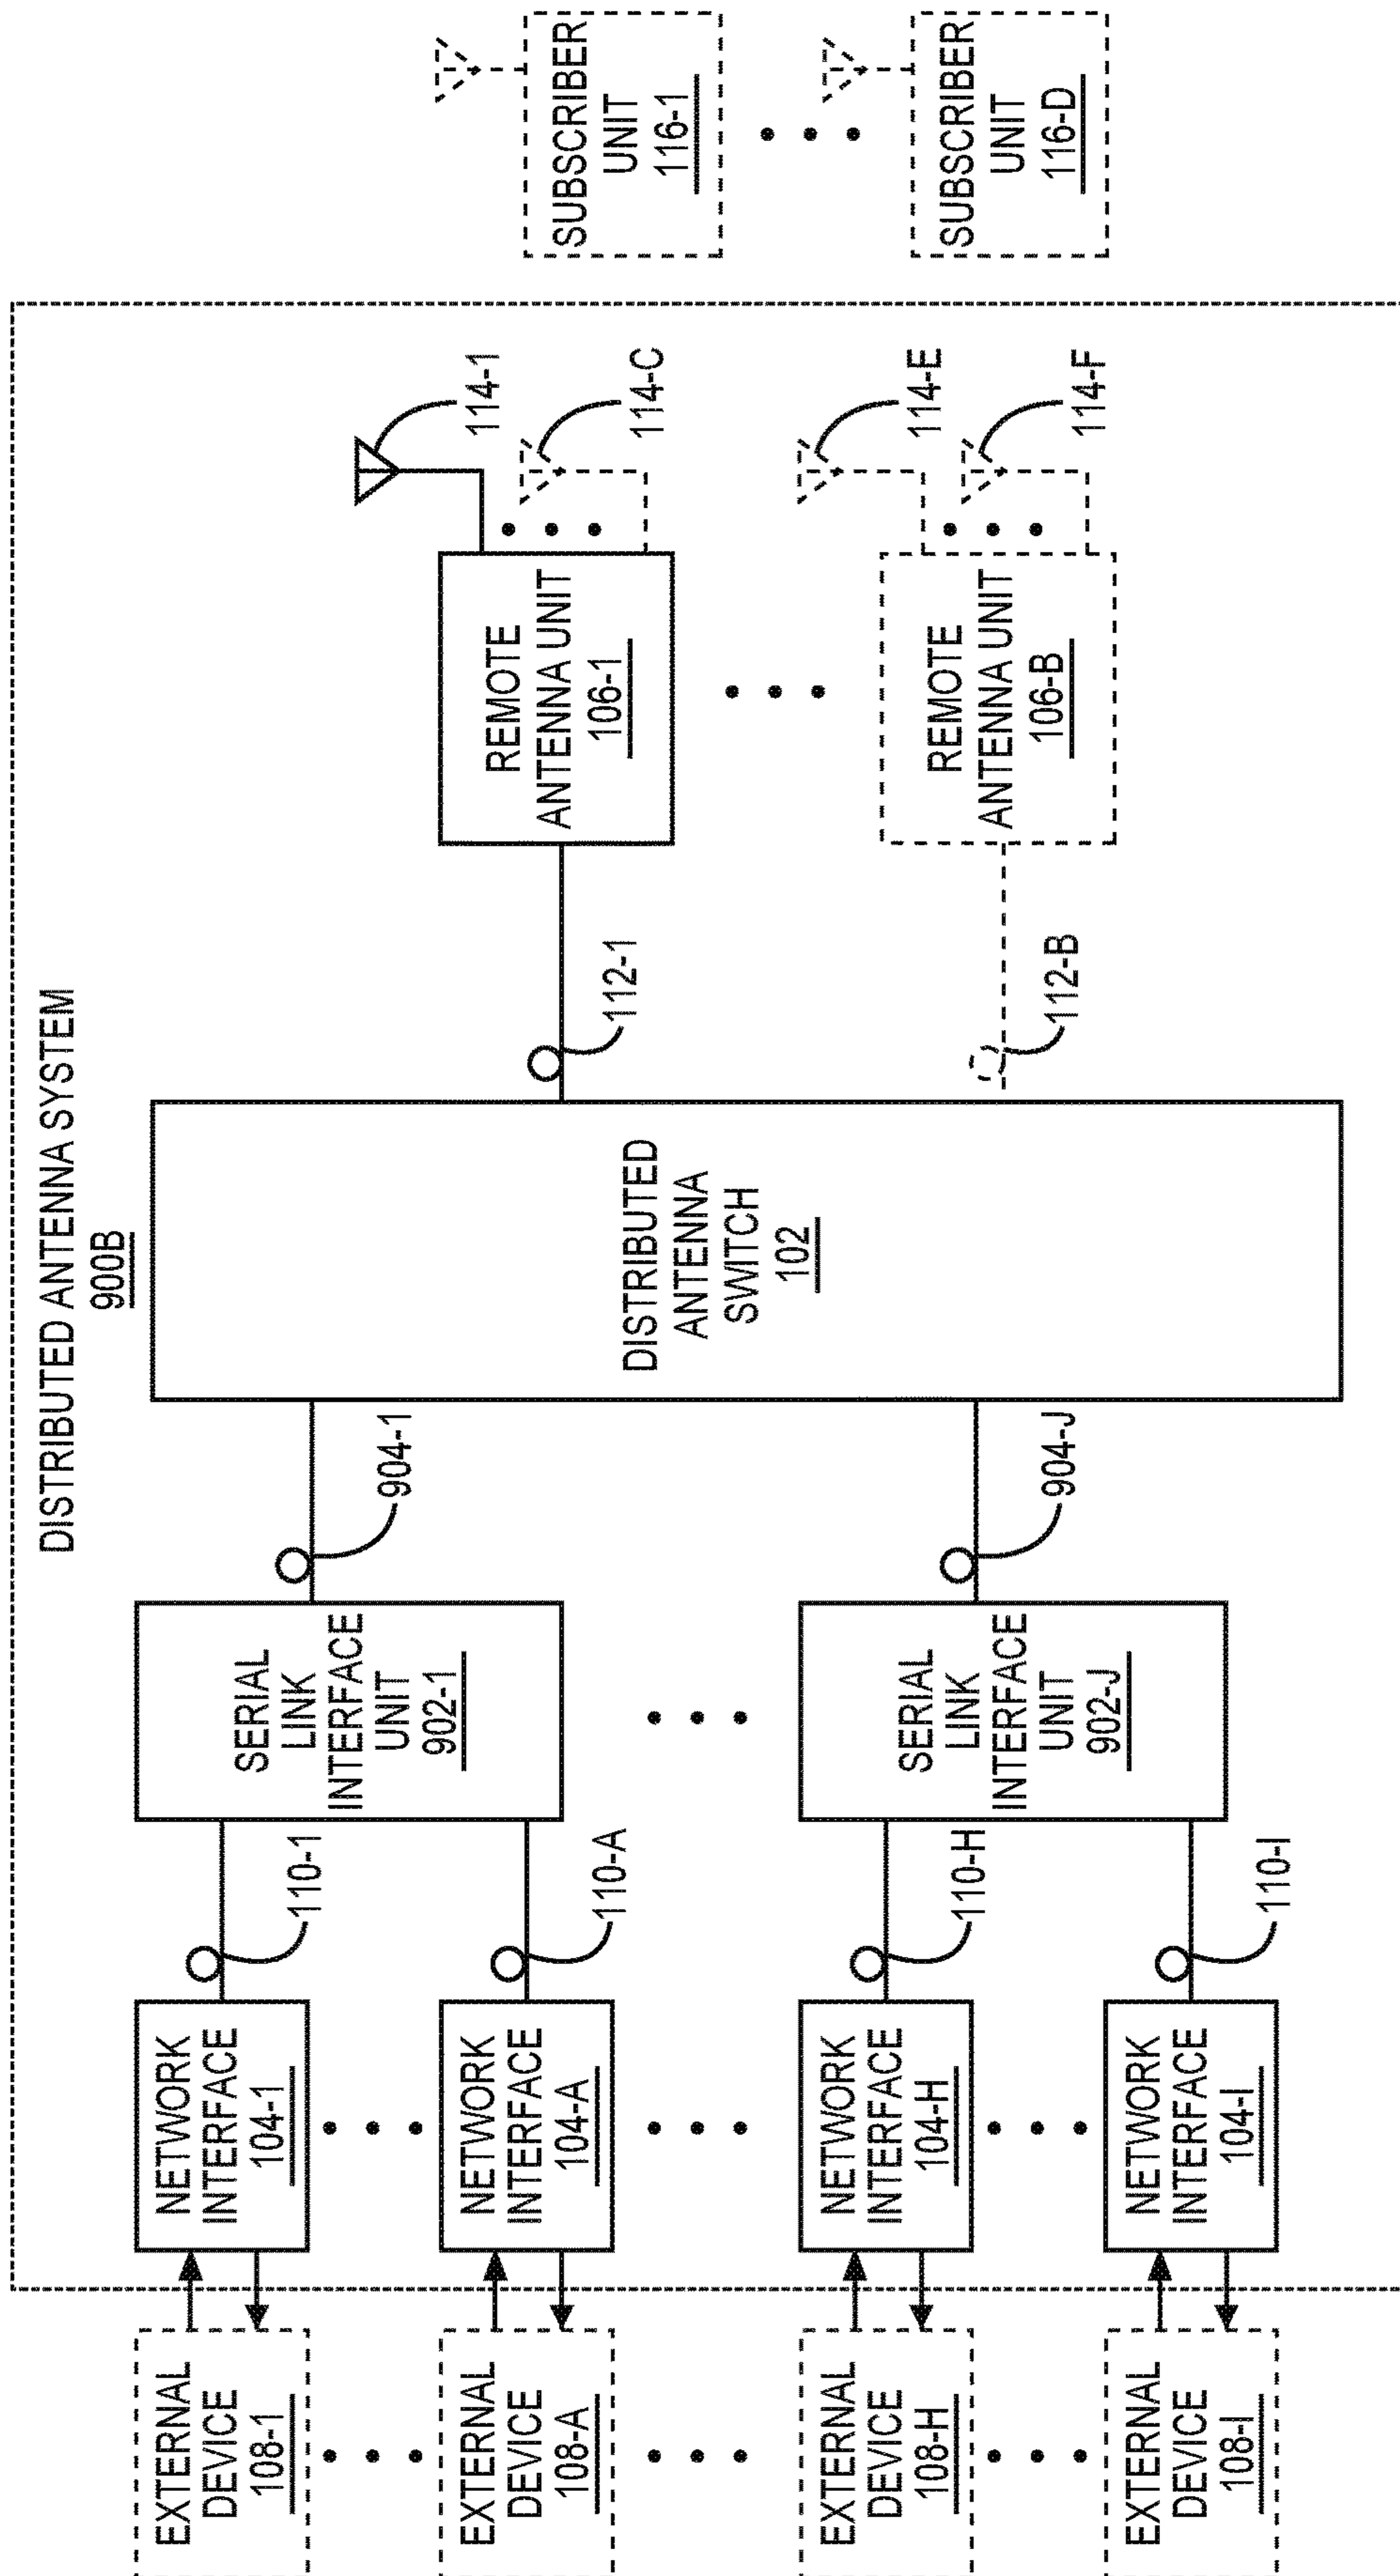 DISTRIBUTED ANTENNA SYSTEM
900B
EXTERNAL
DEVICE
108-1
EXTERNAL
DEVICE
108-A
EXTERNAL
DEVICE
108-H
EXTERNAL
DEVICE
108-I
NETWORK
INTERFACE
104-1
NETWORK
INTERFACE
104-A
NETWORK
INTERFACE
104-H
NETWORK
INTERFACE
104-I
110-1
110-A
110-H
110-I
SERIAL
LINK
INTERFACE
UNIT
902-1
SERIAL
LINK
INTERFACE
UNIT
902-J
904-1
904-J
DISTRIBUTED
ANTENNA
SWITCH
102
112-1
112-B
REMOTE
ANTENNA UNIT
106-1
REMOTE
ANTENNA UNIT
106-B
114-1
114-C
114-E
114-F
SUBSCRIBER
UNIT
116-1
SUBSCRIBER
UNIT
116-D